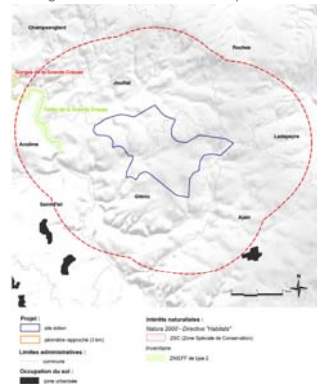 Champsanglard
Roches
Gorges de la Grande Creuse
Jouillat
Vallée de la Grande Creuse
Ladapeyre
Anzême
Glénic
Saint-Fiel
Ajain
N
Projet :
site éolien
périmètre rapproché (3 km)
Limites administratives :
commune
Occupation du sol :
zone urbanisée
Intérêts naturalistes :
Natura 2000 - Directive "Habitats"
ZSC (Zone Spéciale de Conservation)
Inventaire
ZNIEFF de type 2